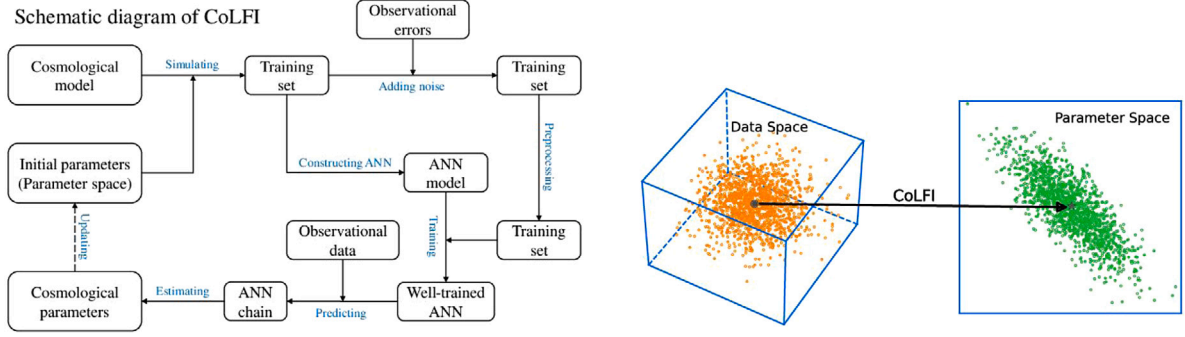 Schematic diagram of CoLFI
Observational
errors
Cosmological
model
Simulating
Training
set
Adding noise
Training
set
Preprocessing
Initial parameters
(Parameter space)
Constructing ANN
ANN
model
Updating
Observational
data
Training
Training
set
Cosmological
parameters
Estimating
ANN
chain
Predicting
Well-trained
ANN
Data Space
CoLFI
Parameter Space